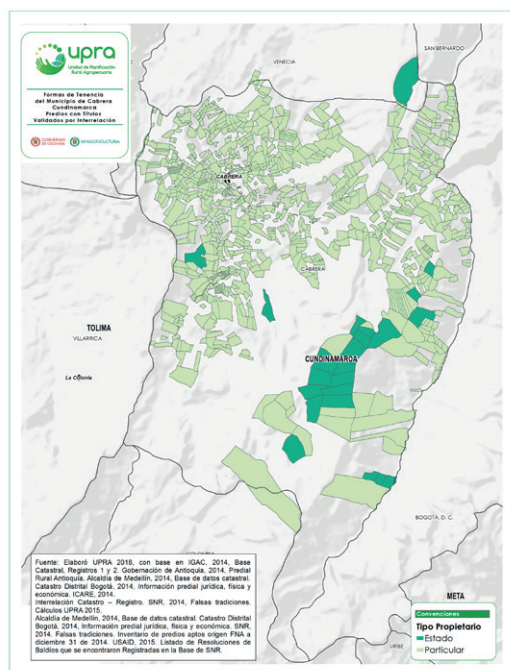 upra
Unidad de Planificación
Rural Agropecuaria
Formas de Tenencia
del Municipio de Cabrera
Cundinamarca
Predios con Títulos
Validados por Interrelación
GOBIERNO
DE COLOMBIA
MINAGRICULTURA
VENECIA
SAN BERNARDO
CABRERA
CABRERA
TOLIMA
VILLARRICA
La Colonia
CUNDINAMARCA
BOGOTÁ, D. C.
META
URIBE
Fuente: Elaboró UPRA 2018, con base en IGAC, 2014, Base
Catastral, Registros 1 y 2. Gobernación de Antioquia, 2014, Predial
Rural Antioquia. Alcaldía de Medellín, 2014, Base de datos catastral.
Catastro Distrital Bogotá, 2014, Información predial jurídica, física y
económica. ICARE, 2014.
Interrelación Catastro – Registro. SNR, 2014, Falsas tradiciones.
Cálculos UPRA 2015.
Alcaldía de Medellín, 2014, Base de datos catastral. Catastro Distrital
Bogotá, 2014, Información predial jurídica, física y económica. SNR,
2014. Falsas tradiciones. Inventario de predios aptos origen FNA a
diciembre 31 de 2014. USAID, 2015. Listado de Resoluciones de
Baldíos que se encontraron Registradas en la Base de SNR.
Convenciones
Tipo Propietario
Estado
Particular